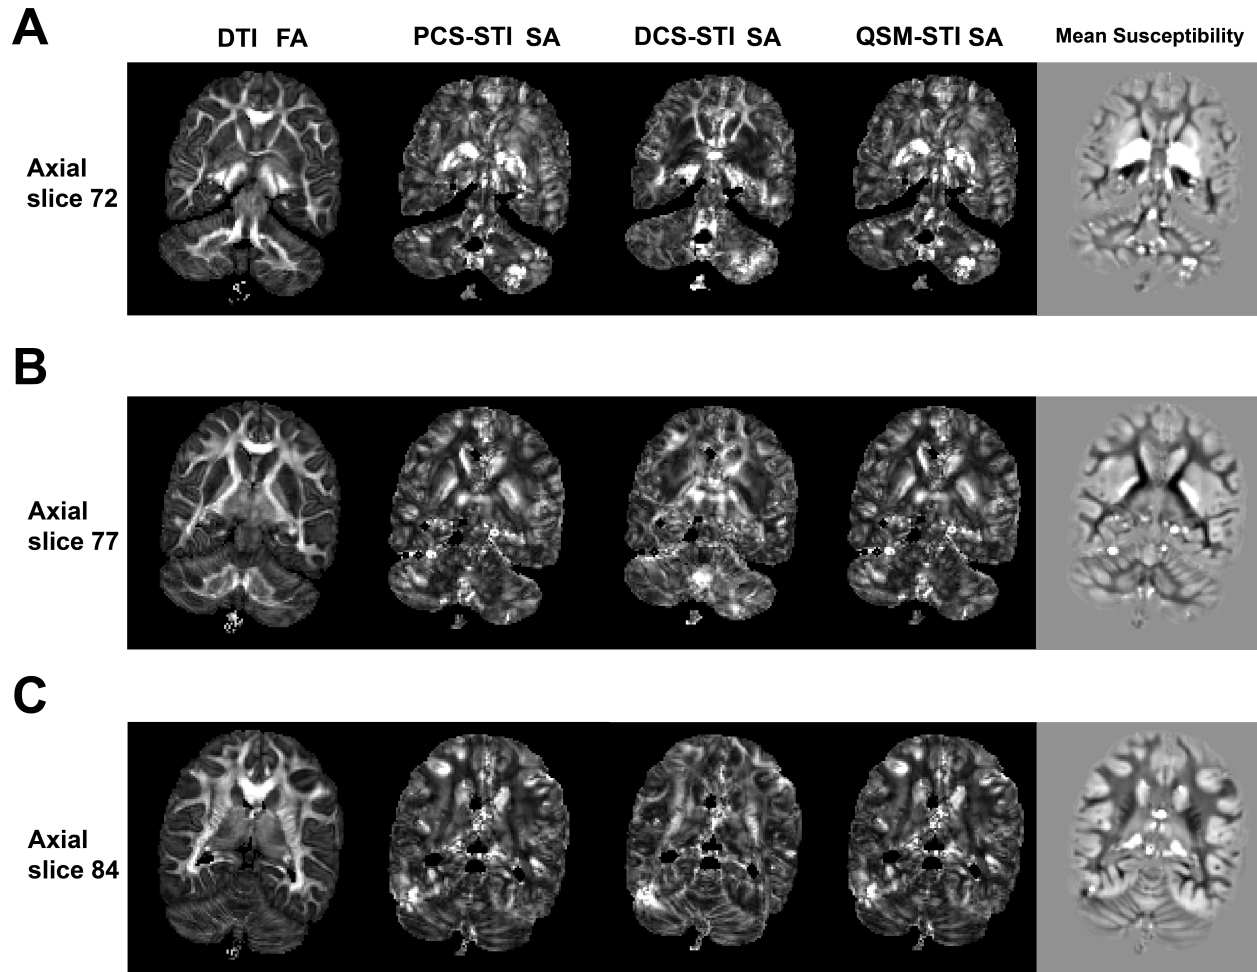 A
DTI FA
PCS-STI SA
DCS-STI SA
QSM-STI SA
Mean Susceptibility
Axial
slice 72
B
Axial
slice 77
C
Axial
slice 84